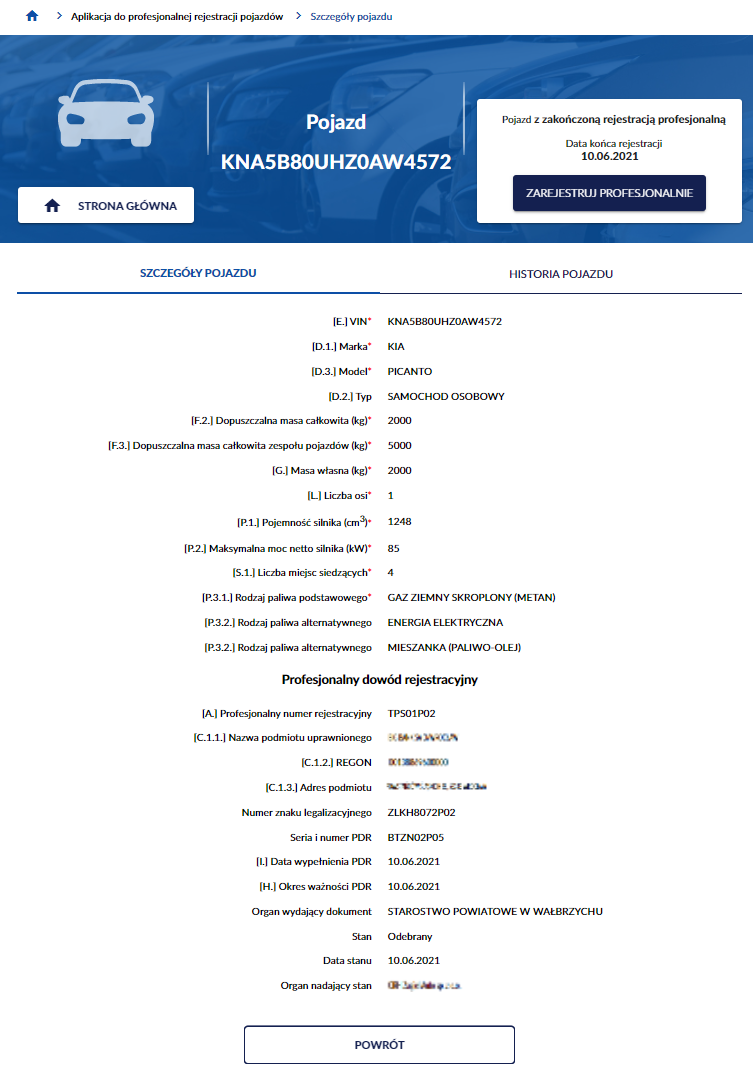 Aplikacja do profesjonalnej rejestracji pojazdów > Szczegóły pojazdu
Pojazd
KNA5B80UHZ0AW4572
STRONA GŁÓWNA
Pojazd z zakończoną rejestracją profesjonalną
Data końca rejestracji
10.06.2021
ZAREJESTRUJ PROFESJONALNIE
SZCZEGÓŁY POJAZDU
HISTORIA POJAZDU
[E.] VIN* KNA5B80UHZ0AW4572
[D.1.] Marka* KIA
[D.3.] Model* PICANTO
[D.2.] Typ SAMOCHOD OSOBOWY
[F.2.] Dopuszczalna masa całkowita (kg)* 2000
[F.3.] Dopuszczalna masa całkowita zespołu pojazdów (kg)* 5000
[G.] Masa własna (kg)* 2000
[L.] Liczba osi* 1
[P.1.] Pojemność silnika (cm³)* 1248
[P.2.] Maksymalna moc netto silnika (kW)* 85
[S.1.] Liczba miejsc siedzących* 4
[P.3.1.] Rodzaj paliwa podstawowego* GAZ ZIEMNY SKROPLONY (METAN)
[P.3.2.] Rodzaj paliwa alternatywnego ENERGIA ELEKTRYCZNA
[P.3.2.] Rodzaj paliwa alternatywnego MIESZANKA (PALIWO-OLEJ)
Profesjonalny dowód rejestracyjny
[A.] Profesjonalny numer rejestracyjny TPS01P02
[C.1.1.] Nazwa podmiotu uprawnionego
[C.1.2.] REGON
[C.1.3.] Adres podmiotu
Numer znaku legalizacyjnego ZLKH8072P02
Seria i numer PDR BTZN02P05
[I.] Data wypełnienia PDR 10.06.2021
[H.] Okres ważności PDR 10.06.2021
Organ wydający dokument STAROSTWO POWIATOWE W WAŁBRZYCHU
Stan Odebrany
Data stanu 10.06.2021
Organ nadający stan
POWRÓT